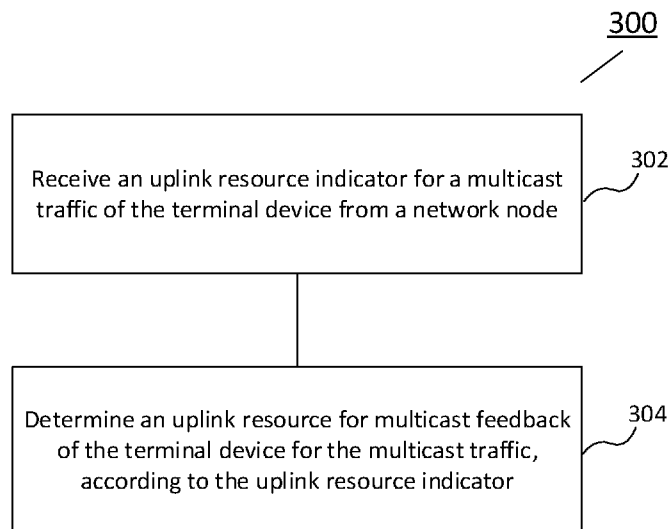 300
Receive an uplink resource indicator for a multicast
traffic of the terminal device from a network node
302
Determine an uplink resource for multicast feedback
of the terminal device for the multicast traffic,
according to the uplink resource indicator
304